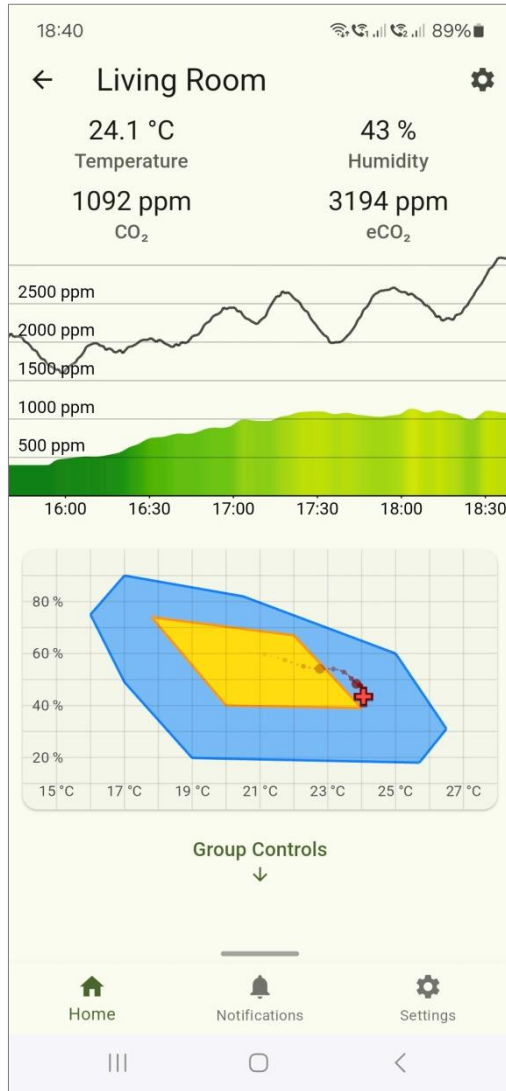 18:40 89%
Living Room
24.1 °C 43 %
Temperature Humidity
1092 ppm 3194 ppm
CO₂ eCO₂
2500 ppm
2000 ppm
1500 ppm
1000 ppm
500 ppm
16:00 16:30 17:00 17:30 18:00 18:30
80 %
60 %
40 %
20 %
15 °C 17 °C 19 °C 21 °C 23 °C 25 °C 27 °C
Group Controls
Home Notifications Settings